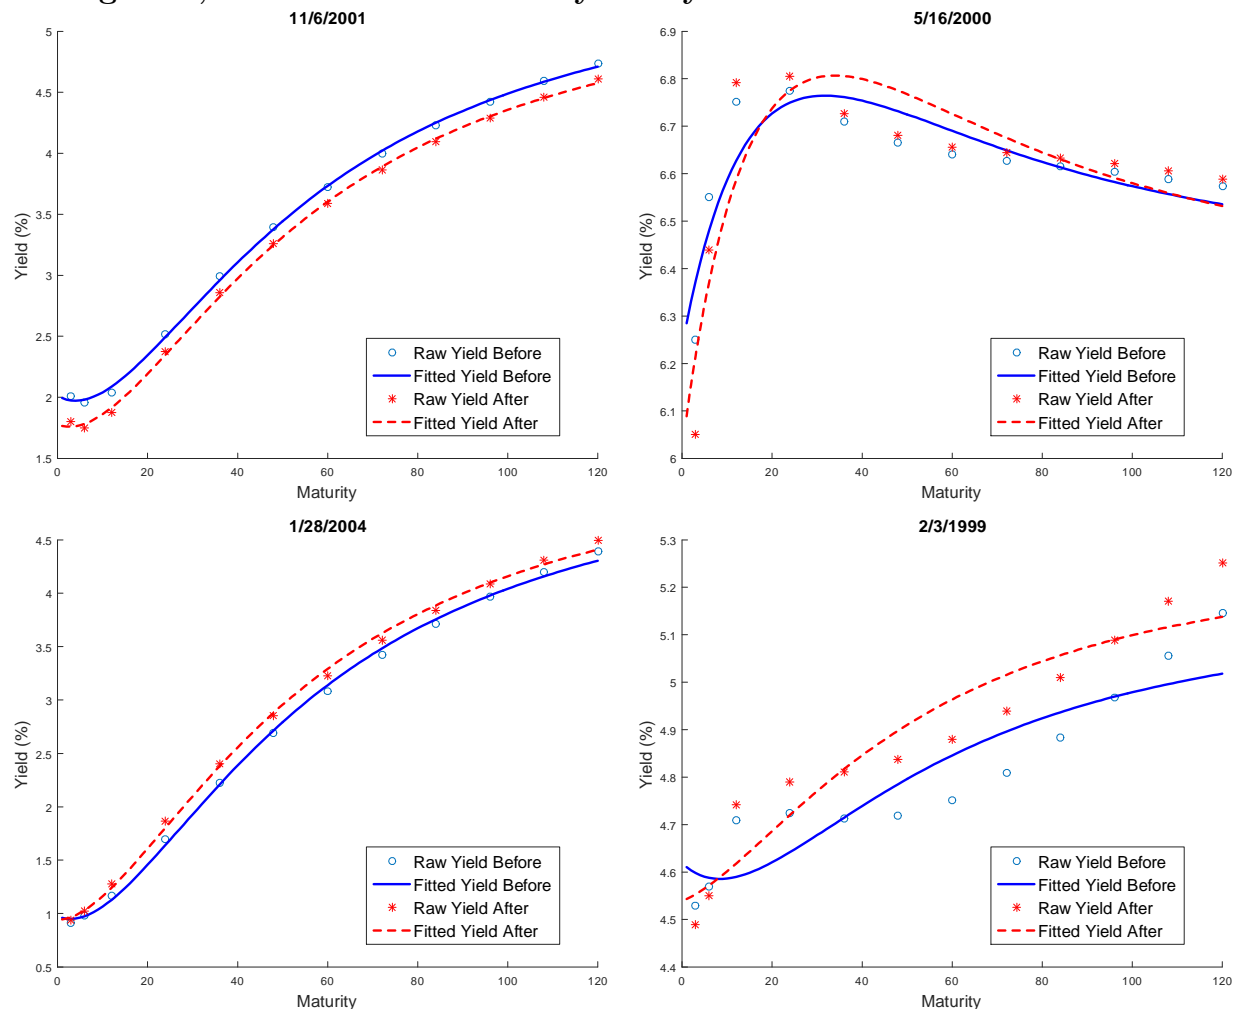 11/6/2001
5
4.5
4
3.5
3
2.5
2
1.5
0
20
40
60
80
100
120
Yield (%)
Maturity
Raw Yield Before
Fitted Yield Before
Raw Yield After
Fitted Yield After
5/16/2000
6.9
6.8
6.7
6.6
6.5
6.4
6.3
6.2
6.1
6
0
20
40
60
80
100
120
Yield (%)
Maturity
Raw Yield Before
Fitted Yield Before
Raw Yield After
Fitted Yield After
1/28/2004
4.5
4
3.5
3
2.5
2
1.5
1
0.5
0
20
40
60
80
100
120
Yield (%)
Maturity
Raw Yield Before
Fitted Yield Before
Raw Yield After
Fitted Yield After
2/3/1999
5.3
5.2
5.1
5
4.9
4.8
4.7
4.6
4.5
4.4
0
20
40
60
80
100
120
Yield (%)
Maturity
Raw Yield Before
Fitted Yield Before
Raw Yield After
Fitted Yield After